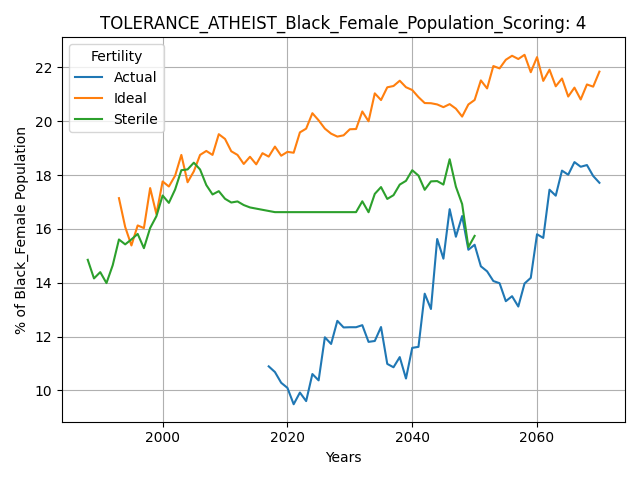 TOLERANCE_ATHEIST_Black_Female_Population_Scoring: 4
Fertility
Actual
Ideal
Sterile
% of Black_Female Population
22
20
18
16
14
12
10
2000
2020
2040
2060
Years